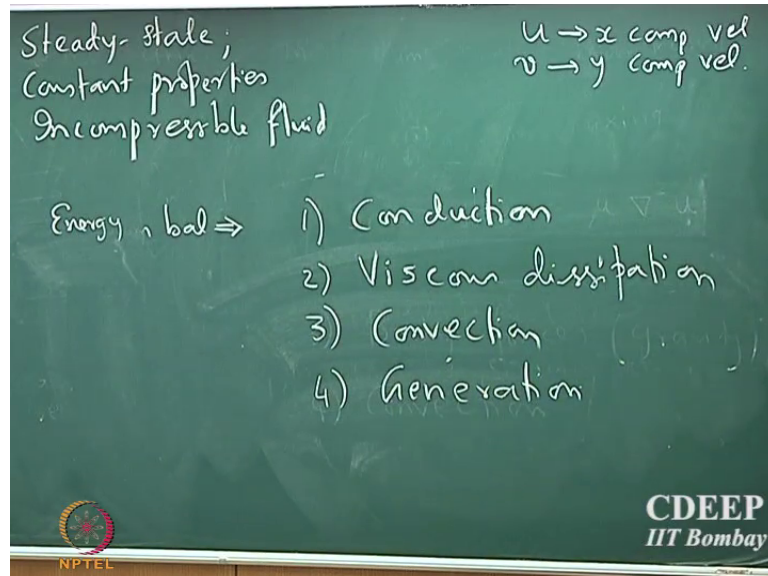 Steady-state;
Constant properties
Incompressible fluid
u → x comp vel
v → y comp vel.
Energy bal ⇒
1) Conduction
2) Viscous dissipation
3) Convection
4) Generation
NPTEL
CDEEP
IIT Bombay